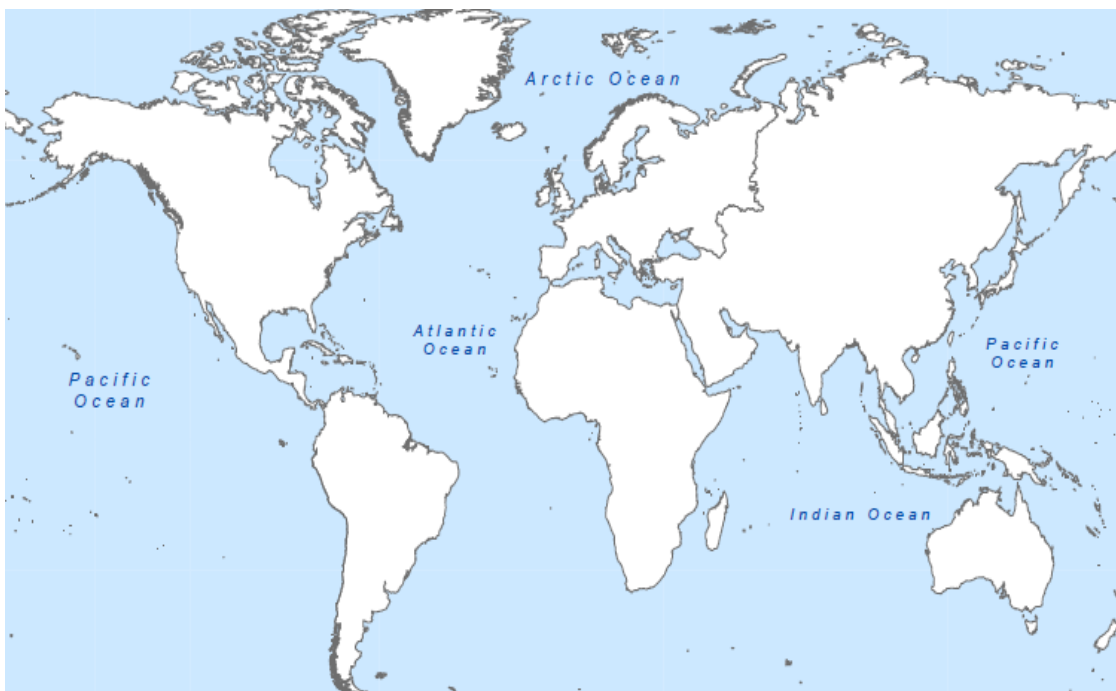 Arctic Ocean
Atlantic
Ocean
Pacific
Ocean
Pacific
Ocean
Indian Ocean